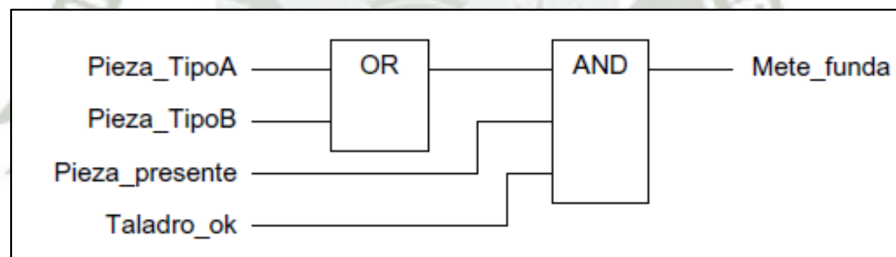 Pieza_TipoA OR AND Mete_funda
Pieza_TipoB
Pieza_presente
Taladro_ok